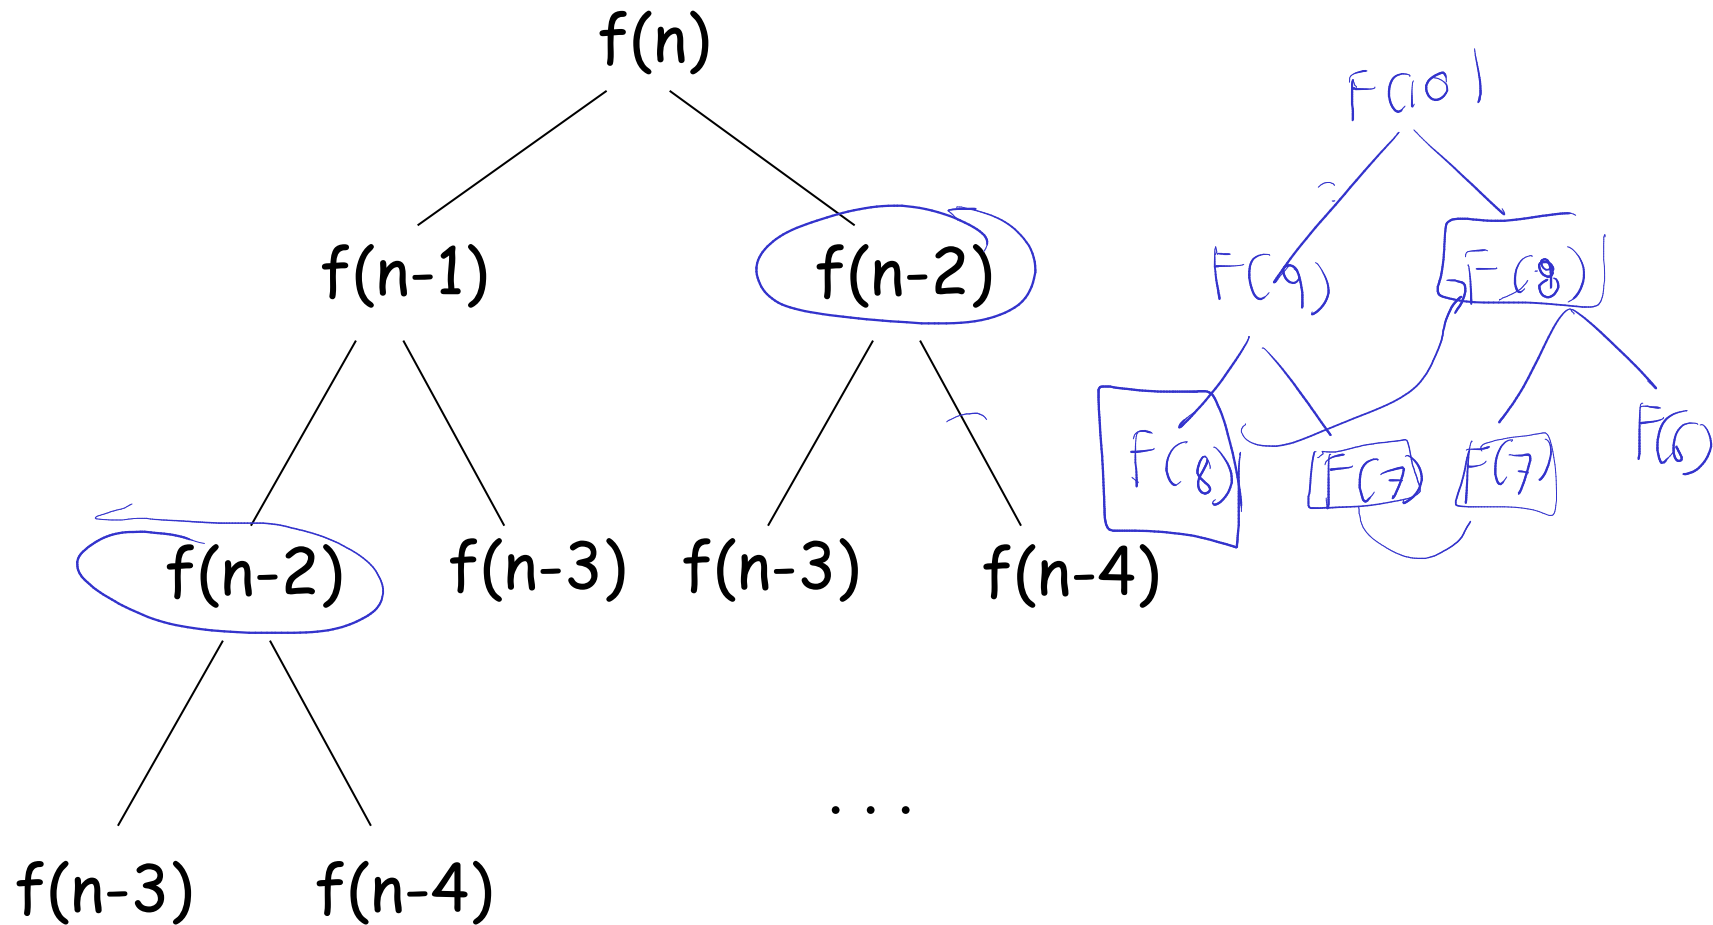 f(n)
F(10)
f(n-1)
f(n-2)
F(9)
F(8)
F(8)
F(7)
F(7)
F(6)
f(n-2)
f(n-3)
f(n-3)
f(n-4)
...
f(n-3)
f(n-4)